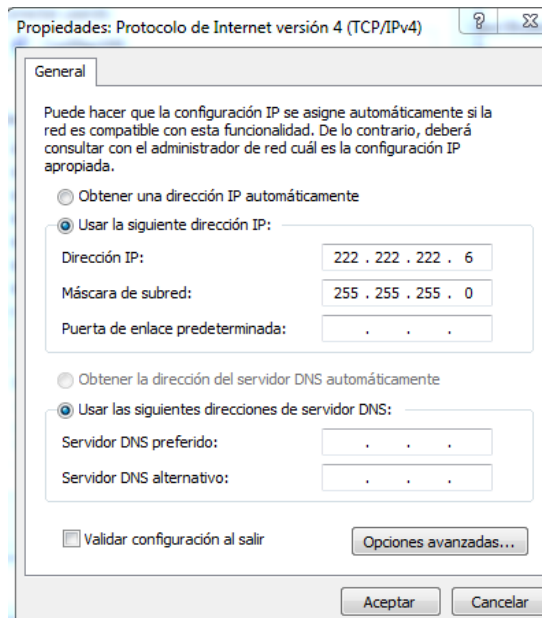 Propiedades: Protocolo de Internet versión 4 (TCP/IPv4)
General
Puede hacer que la configuración IP se asigne automáticamente si la
red es compatible con esta funcionalidad. De lo contrario, deberá
consultar con el administrador de red cuál es la configuración IP
apropiada.
Obtener una dirección IP automáticamente
Usar la siguiente dirección IP:
Dirección IP: 222 . 222 . 222 . 6
Máscara de subred: 255 . 255 . 255 . 0
Puerta de enlace predeterminada: . . .
Obtener la dirección del servidor DNS automáticamente
Usar las siguientes direcciones de servidor DNS:
Servidor DNS preferido: . . .
Servidor DNS alternativo: . . .
Validar configuración al salir
Opciones avanzadas...
Aceptar Cancelar